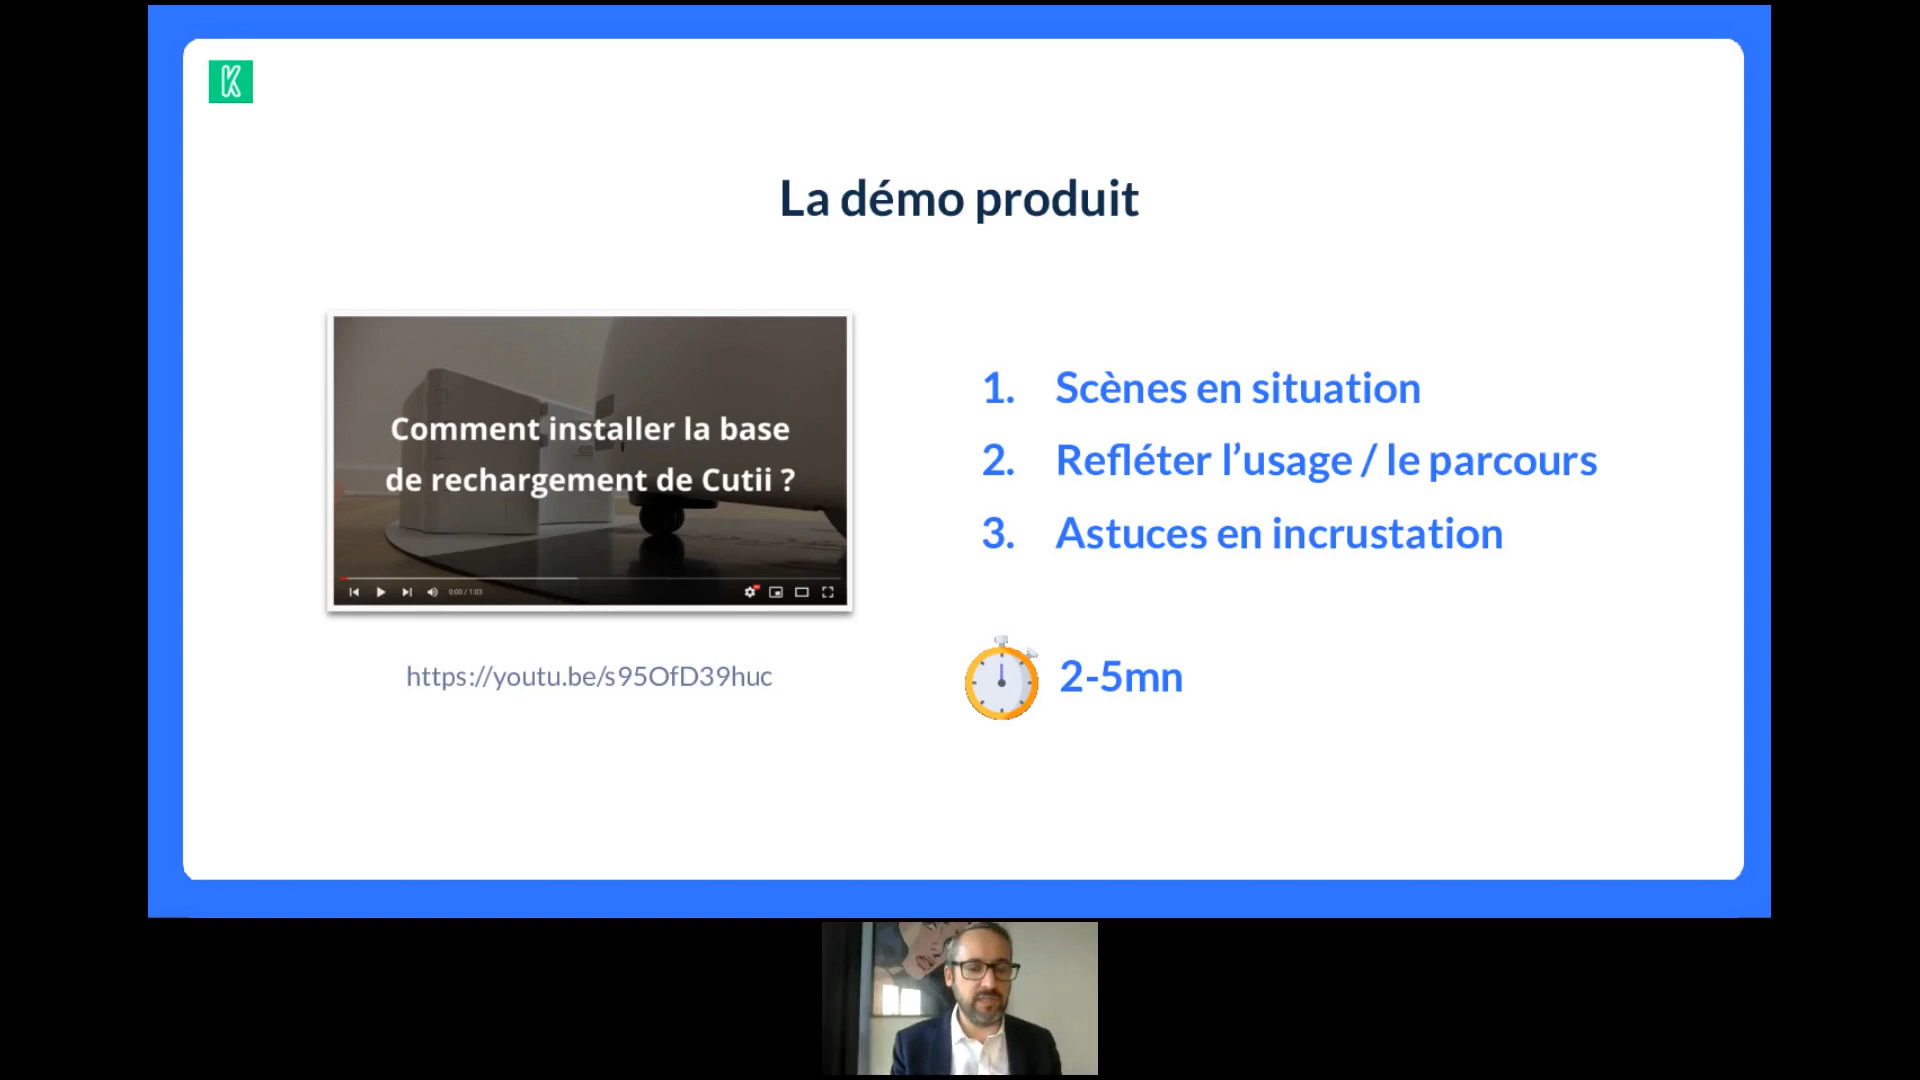 K
La démo produit
Comment installer la base
de rechargement de Cutii ?
0:00 / 1:03
https://youtu.be/s95OfD39huc
1. Scènes en situation
2. Refléter l’usage / le parcours
3. Astuces en incrustation
2-5mn